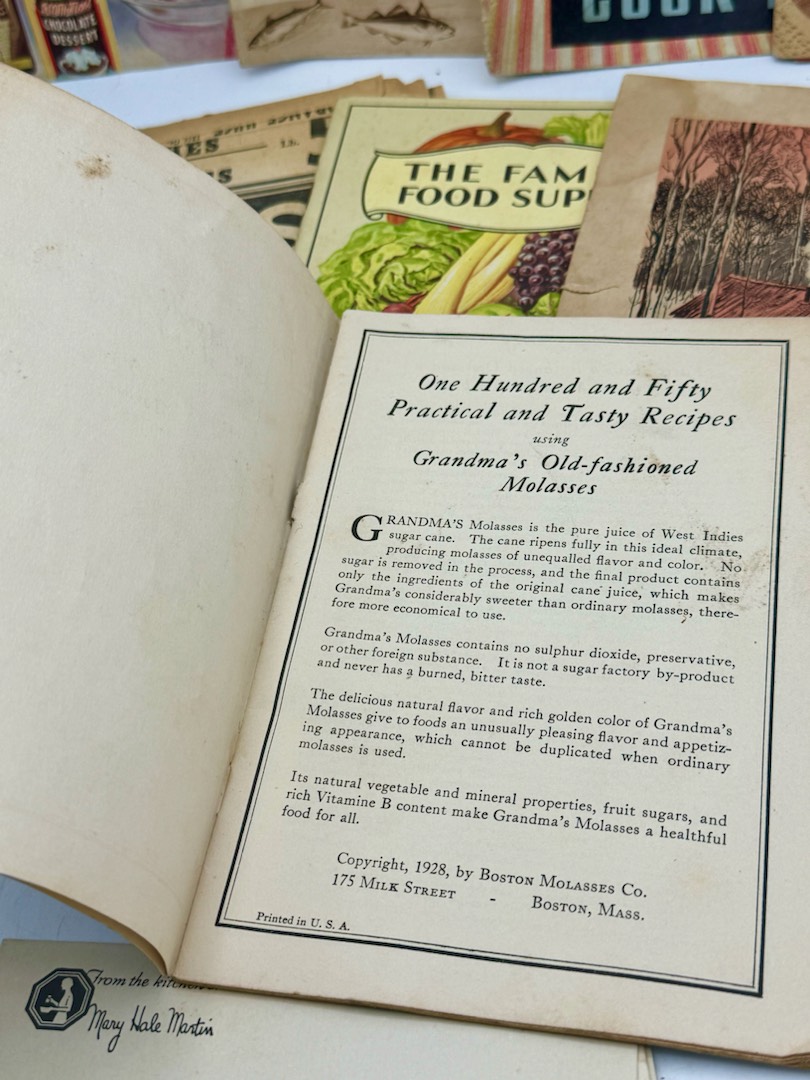 CHOCOLATE
DESSERT
COOK
IES
1b.
THE FAM
FOOD SUP
One Hundred and Fifty
Practical and Tasty Recipes
using
Grandma's Old-fashioned
Molasses
GRANDMA'S Molasses is the pure juice of West Indies
sugar cane. The cane ripens fully in this ideal climate,
producing molasses of unequalled flavor and color. No
sugar is removed in the process, and the final product contains
only the ingredients of the original cane juice, which makes
Grandma's considerably sweeter than ordinary molasses, there-
fore more economical to use.
Grandma's Molasses contains no sulphur dioxide, preservative,
or other foreign substance. It is not a sugar factory by-product
and never has a burned, bitter taste.
The delicious natural flavor and rich golden color of Grandma's
Molasses give to foods an unusually pleasing flavor and appetiz-
ing appearance, which cannot be duplicated when ordinary
molasses is used.
Its natural vegetable and mineral properties, fruit sugars, and
rich Vitamine B content make Grandma's Molasses a healthful
food for all.
Copyright, 1928, by BOSTON MOLASSES CO.
175 MILK STREET - BOSTON, MASS.
Printed in U. S. A.
From the kitchen
Mary Hale Martin